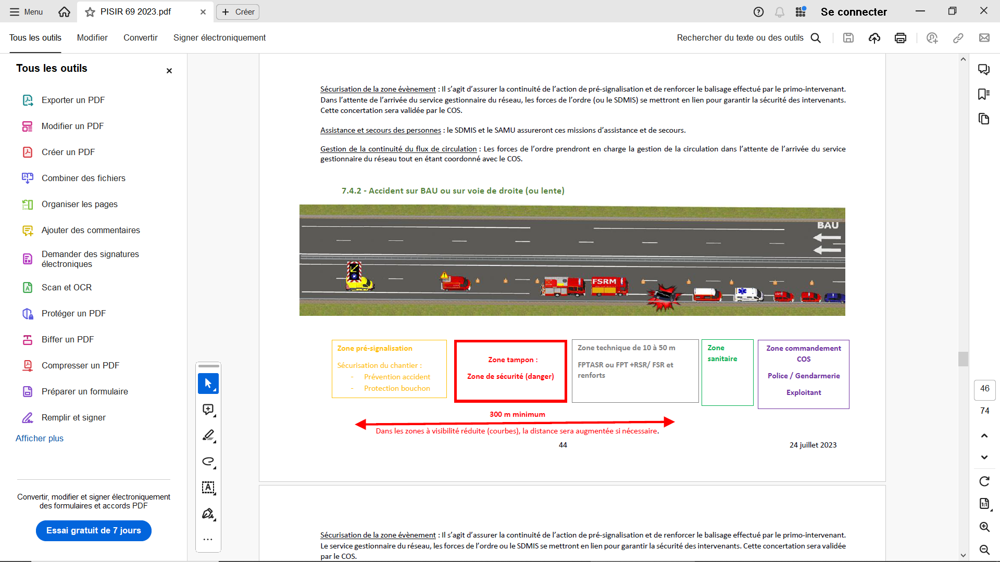 Menu
PISIR 69 2023.pdf
Créer
Se connecter
Tous les outils
Modifier
Convertir
Signer électroniquement
Rechercher du texte ou des outils
Tous les outils
Exporter un PDF
Modifier un PDF
Créer un PDF
Combiner des fichiers
Organiser les pages
Ajouter des commentaires
Demander des signatures
électroniques
Scan et OCR
Protéger un PDF
Biffer un PDF
Compresser un PDF
Préparer un formulaire
Remplir et signer
Afficher plus
Convertir, modifier et signer électroniquement
des formulaires et accords PDF
Essai gratuit de 7 jours
Sécurisation de la zone évènement : Il s’agit d’assurer la continuité de l’action de pré-signalisation et de renforcer le balisage effectué par le primo-intervenant.
Dans l’attente de l’arrivée du service gestionnaire du réseau, les forces de l’ordre (ou le SDMIS) se mettront en lien pour garantir la sécurité des intervenants.
Cette concertation sera validée par le COS.
Assistance et secours des personnes : le SDMIS et le SAMU assureront ces missions d’assistance et de secours.
Gestion de la continuité du flux de circulation : Les forces de l’ordre prendront en charge la gestion de la circulation dans l’attente de l’arrivée du service
gestionnaire du réseau tout en étant coordonné avec le COS.
7.4.2 - Accident sur BAU ou sur voie de droite (ou lente)
BAU
FSRM
Zone pré-signalisation
Sécurisation du chantier :
- Prévention accident
- Protection bouchon
Zone tampon :
Zone de sécurité (danger)
Zone technique de 10 à 50 m
FPTASR ou FPT +RSR/ FSR et
renforts
Zone
sanitaire
Zone commandement
COS
Police / Gendarmerie
Exploitant
300 m minimum
Dans les zones à visibilité réduite (courbes), la distance sera augmentée si nécessaire.
44
24 juillet 2023
Sécurisation de la zone évènement : Il s’agit d’assurer la continuité de l’action de pré-signalisation et de renforcer le balisage effectué par le primo-intervenant.
Le service gestionnaire du réseau, les forces de l’ordre ou le SDMIS se mettront en lien pour garantir la sécurité des intervenants. Cette concertation sera validée
par le COS.
46
74